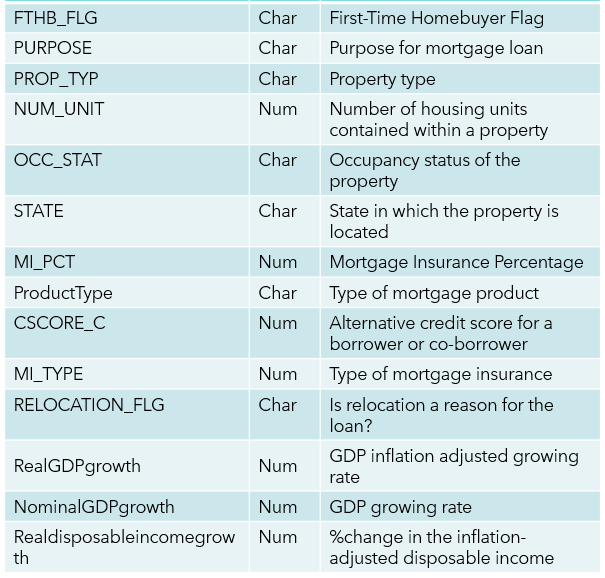 FTHB_FLG Char First-Time Homebuyer Flag
PURPOSE Char Purpose for mortgage loan
PROP_TYP Char Property type
NUM_UNIT Num Number of housing units
contained within a property
OCC_STAT Char Occupancy status of the
property
STATE Char State in which the property is
located
MI_PCT Num Mortgage Insurance Percentage
ProductType Char Type of mortgage product
CSCORE_C Num Alternative credit score for a
borrower or co-borrower
MI_TYPE Num Type of mortgage insurance
RELOCATION_FLG Char Is relocation a reason for the
loan?
RealGDPgrowth Num GDP inflation adjusted growing
rate
NominalGDPgrowth Num GDP growing rate
Realdisposableincomegrow Num %change in the inflation-
th adjusted disposable income